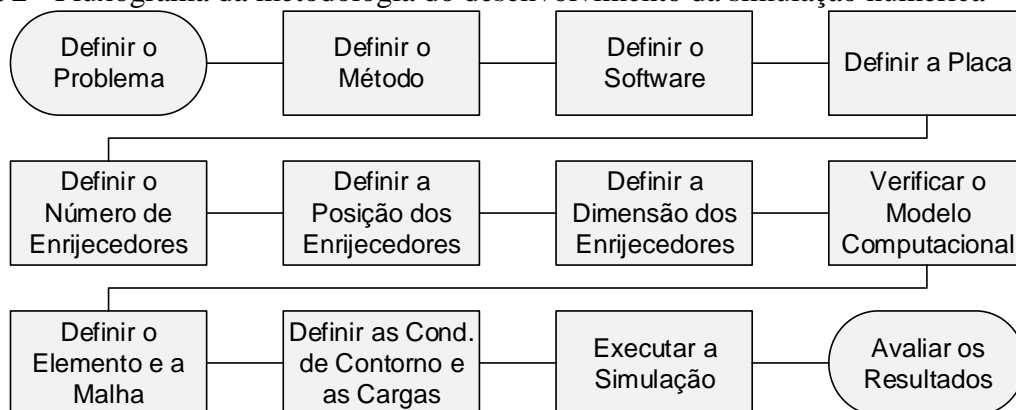 2 - Fluxograma da metodologia do desenvolvimento da simulação numérica
Definir o
Problema
Definir o
Método
Definir o
Software
Definir a Placa
Definir o
Número de
Enrijecedores
Definir a
Posição dos
Enrijecedores
Definir a
Dimensão dos
Enrijecedores
Verificar o
Modelo
Computacional
Definir o
Elemento e a
Malha
Definir as Cond.
de Contorno e
as Cargas
Executar a
Simulação
Avaliar os
Resultados